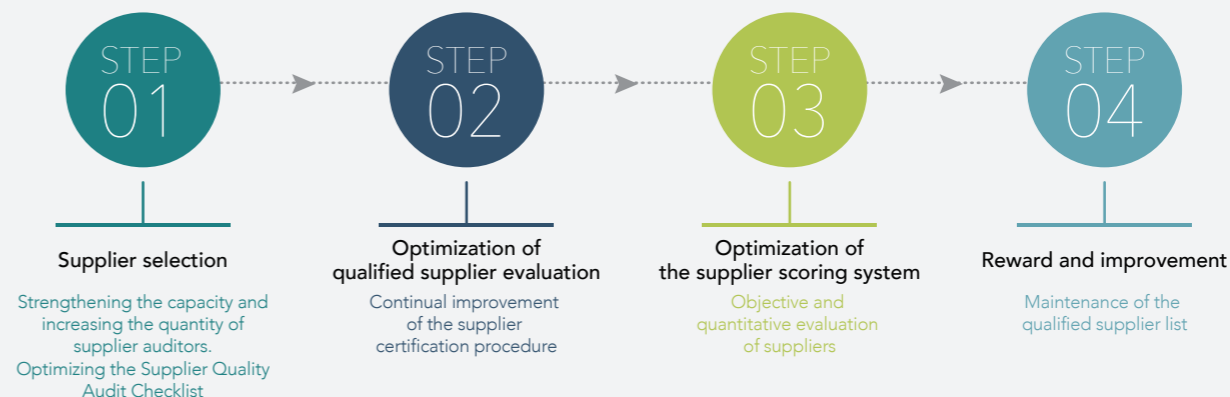 STEP
01
Supplier selection
Strengthening the capacity and
increasing the quantity of
supplier auditors.
Optimizing the Supplier Quality
Audit Checklist
STEP
02
Optimization of
qualified supplier evaluation
Continual improvement
of the supplier
certification procedure
STEP
03
Optimization of
the supplier scoring system
Objective and
quantitative evaluation
of suppliers
STEP
04
Reward and improvement
Maintenance of the
qualified supplier list